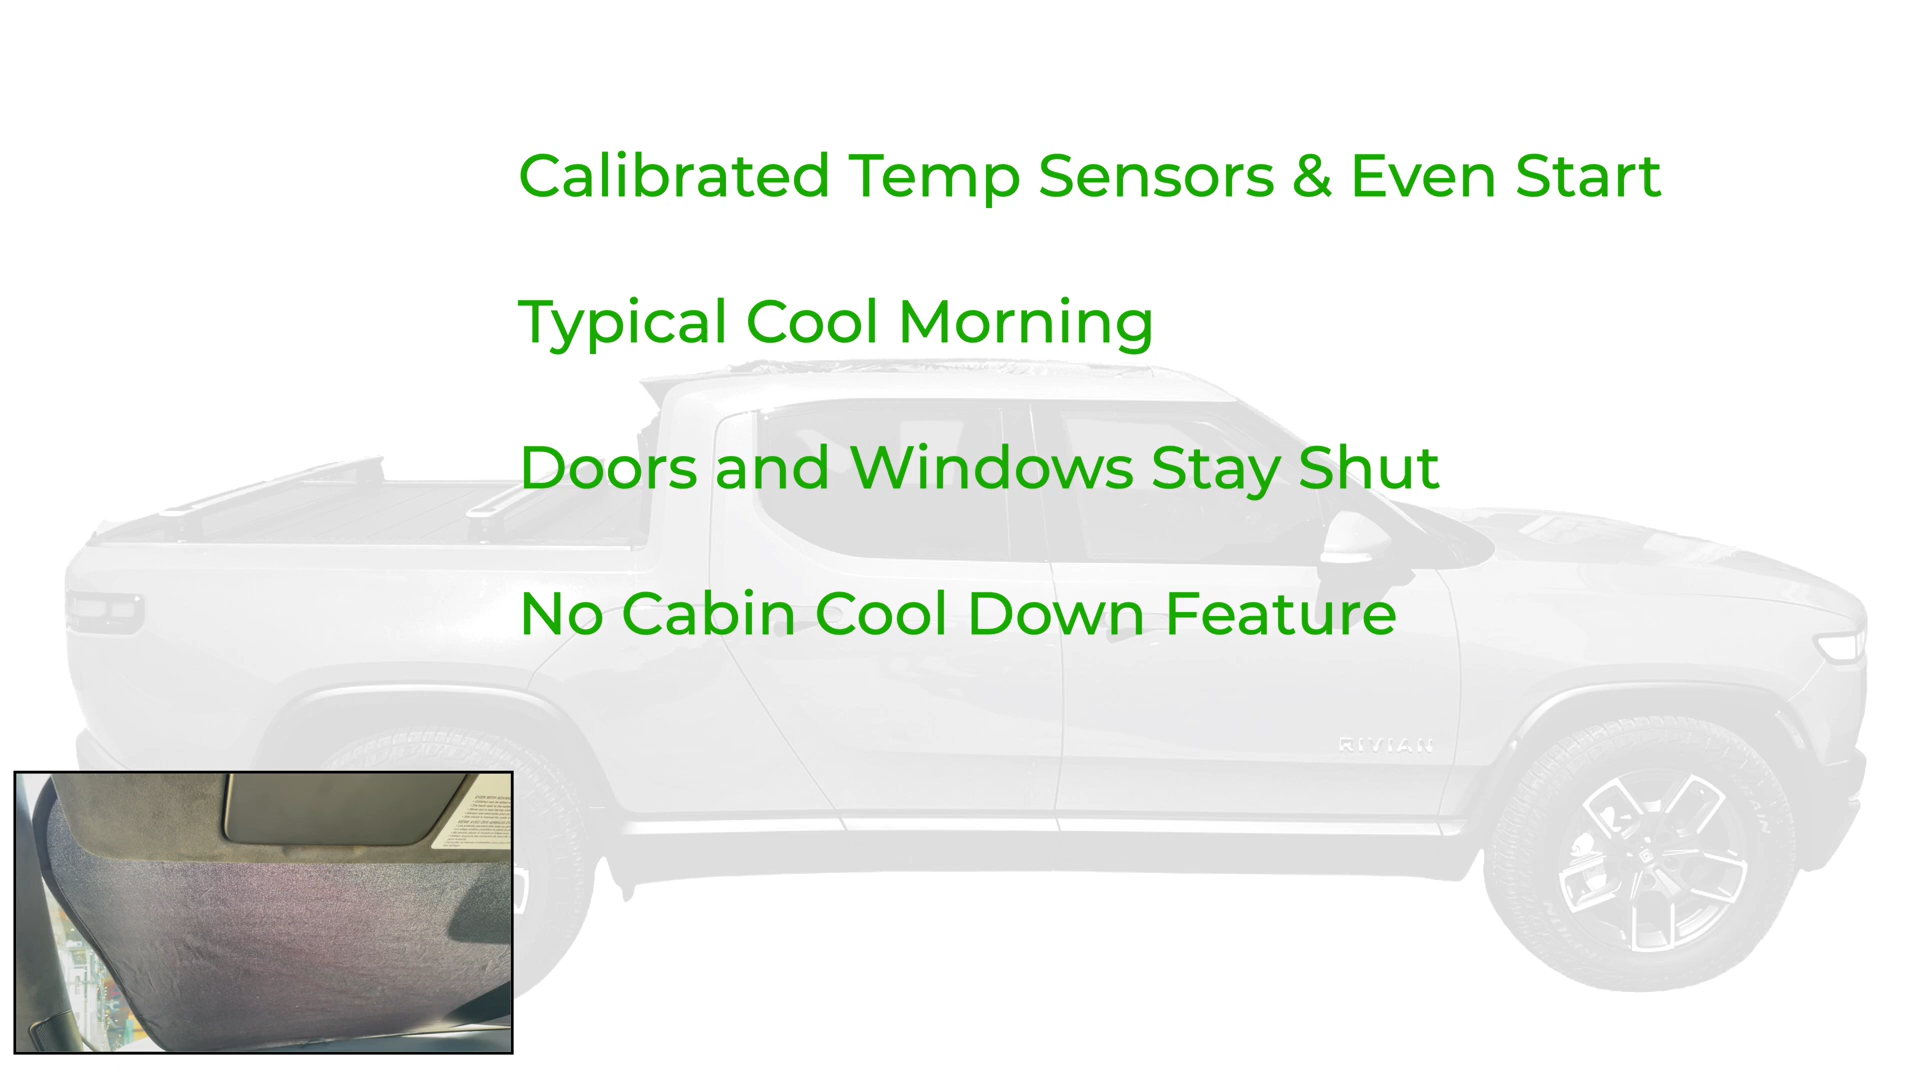 Calibrated Temp Sensors & Even Start
Typical Cool Morning
Doors and Windows Stay Shut
No Cabin Cool Down Feature
RIVIAN